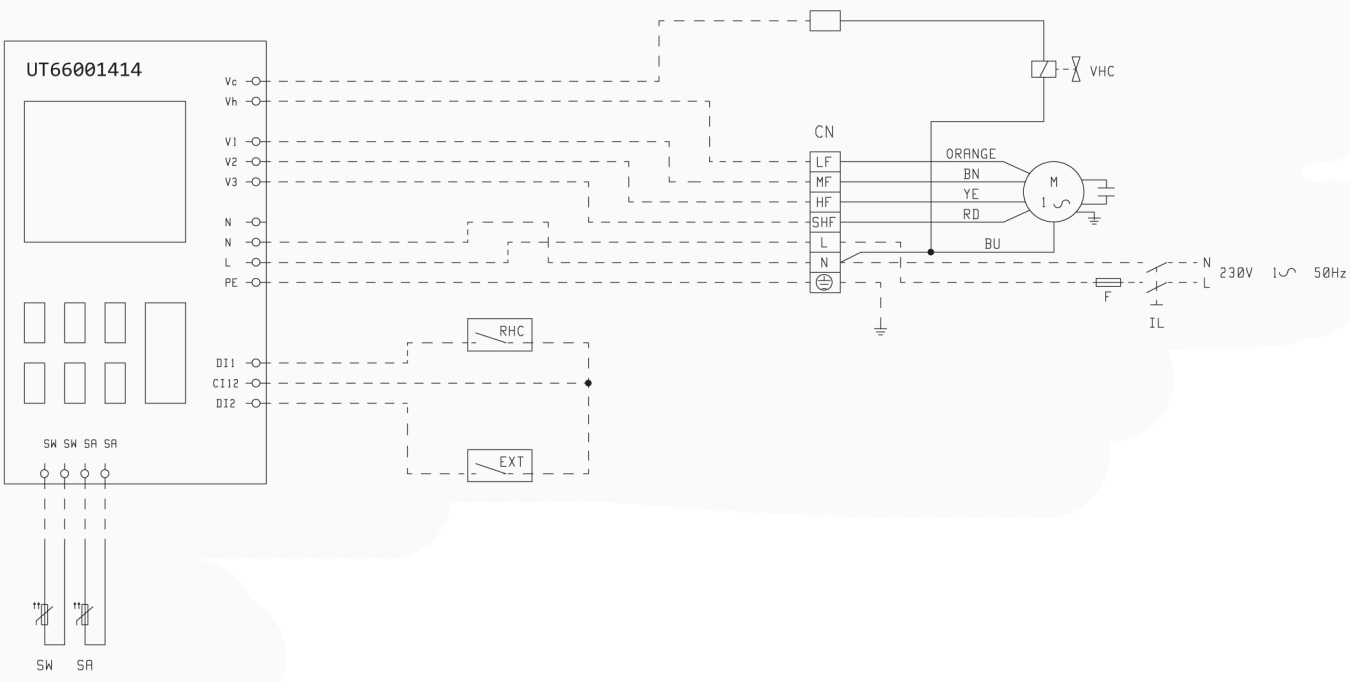 UT66001414
Vc
Vh
V1
V2
V3
N
N
L
PE
DI1
CI12
DI2
SW SW SA SA
SW SA
RHC
EXT
CN
LF
MF
HF
SHF
L
N
ORANGE
BN
YE
RD
BU
M
1
VHC
F
IL
N
L
230V 1 50Hz